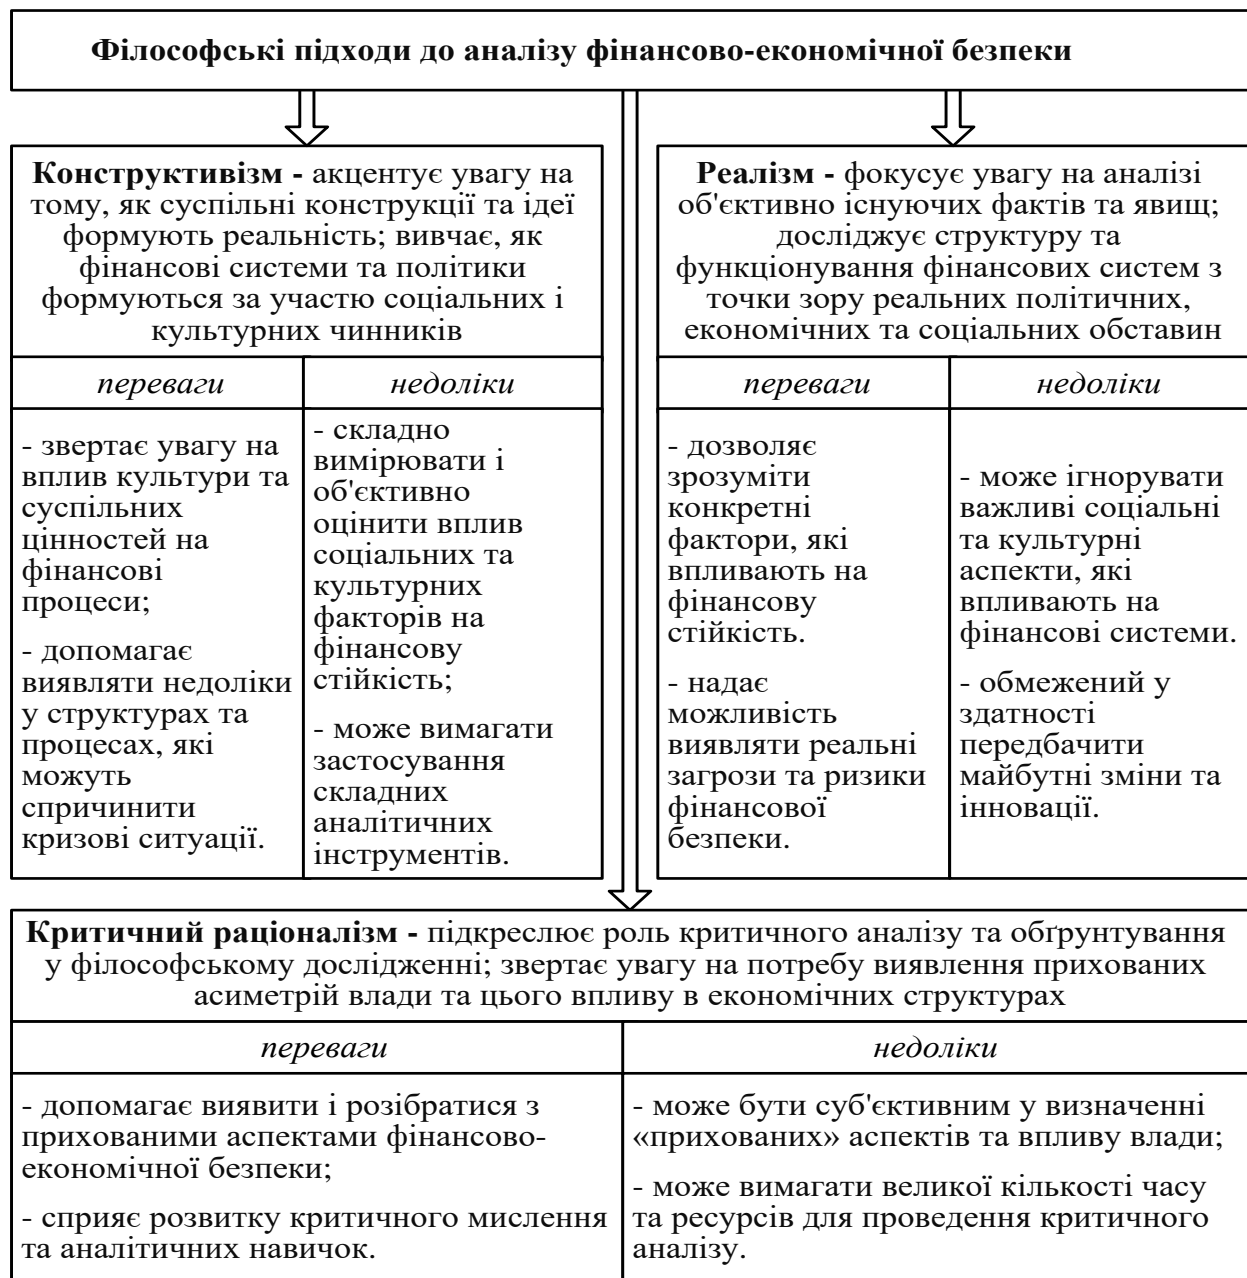 Філософські підходи до аналізу фінансово-економічної безпеки
Конструктивізм - акцентує увагу на
тому, як суспільні конструкції та ідеї
формують реальність; вивчає, як
фінансові системи та політики
формуються за участю соціальних і
культурних чинників
переваги
недоліки
- звертає увагу на
вплив культури та
суспільних
цінностей на
фінансові
процеси;
- допомагає
виявляти недоліки
у структурах та
процесах, які
можуть
спричинити
кризові ситуації.
- складно
вимірювати і
об'єктивно
оцінити вплив
соціальних та
культурних
факторів на
фінансову
стійкість;
- може вимагати
застосування
складних
аналітичних
інструментів.
Реалізм - фокусує увагу на аналізі
об'єктивно існуючих фактів та явищ;
досліджує структуру та
функціонування фінансових систем з
точки зору реальних політичних,
економічних та соціальних обставин
переваги
недоліки
- дозволяє
зрозуміти
конкретні
фактори, які
впливають на
фінансову
стійкість.
- надає
можливість
виявляти реальні
загрози та ризики
фінансової
безпеки.
- може ігнорувати
важливі соціальні
та культурні
аспекти, які
впливають на
фінансові системи.
- обмежений у
здатності
передбачити
майбутні зміни та
інновації.
Критичний раціоналізм - підкреслює роль критичного аналізу та обґрунтування
у філософському дослідженні; звертає увагу на потребу виявлення прихованих
асиметрій влади та цього впливу в економічних структурах
переваги
недоліки
- допомагає виявити і розібратися з
прихованими аспектами фінансово-
економічної безпеки;
- сприяє розвитку критичного мислення
та аналітичних навичок.
- може бути суб'єктивним у визначенні
«прихованих» аспектів та впливу влади;
- може вимагати великої кількості часу
та ресурсів для проведення критичного
аналізу.